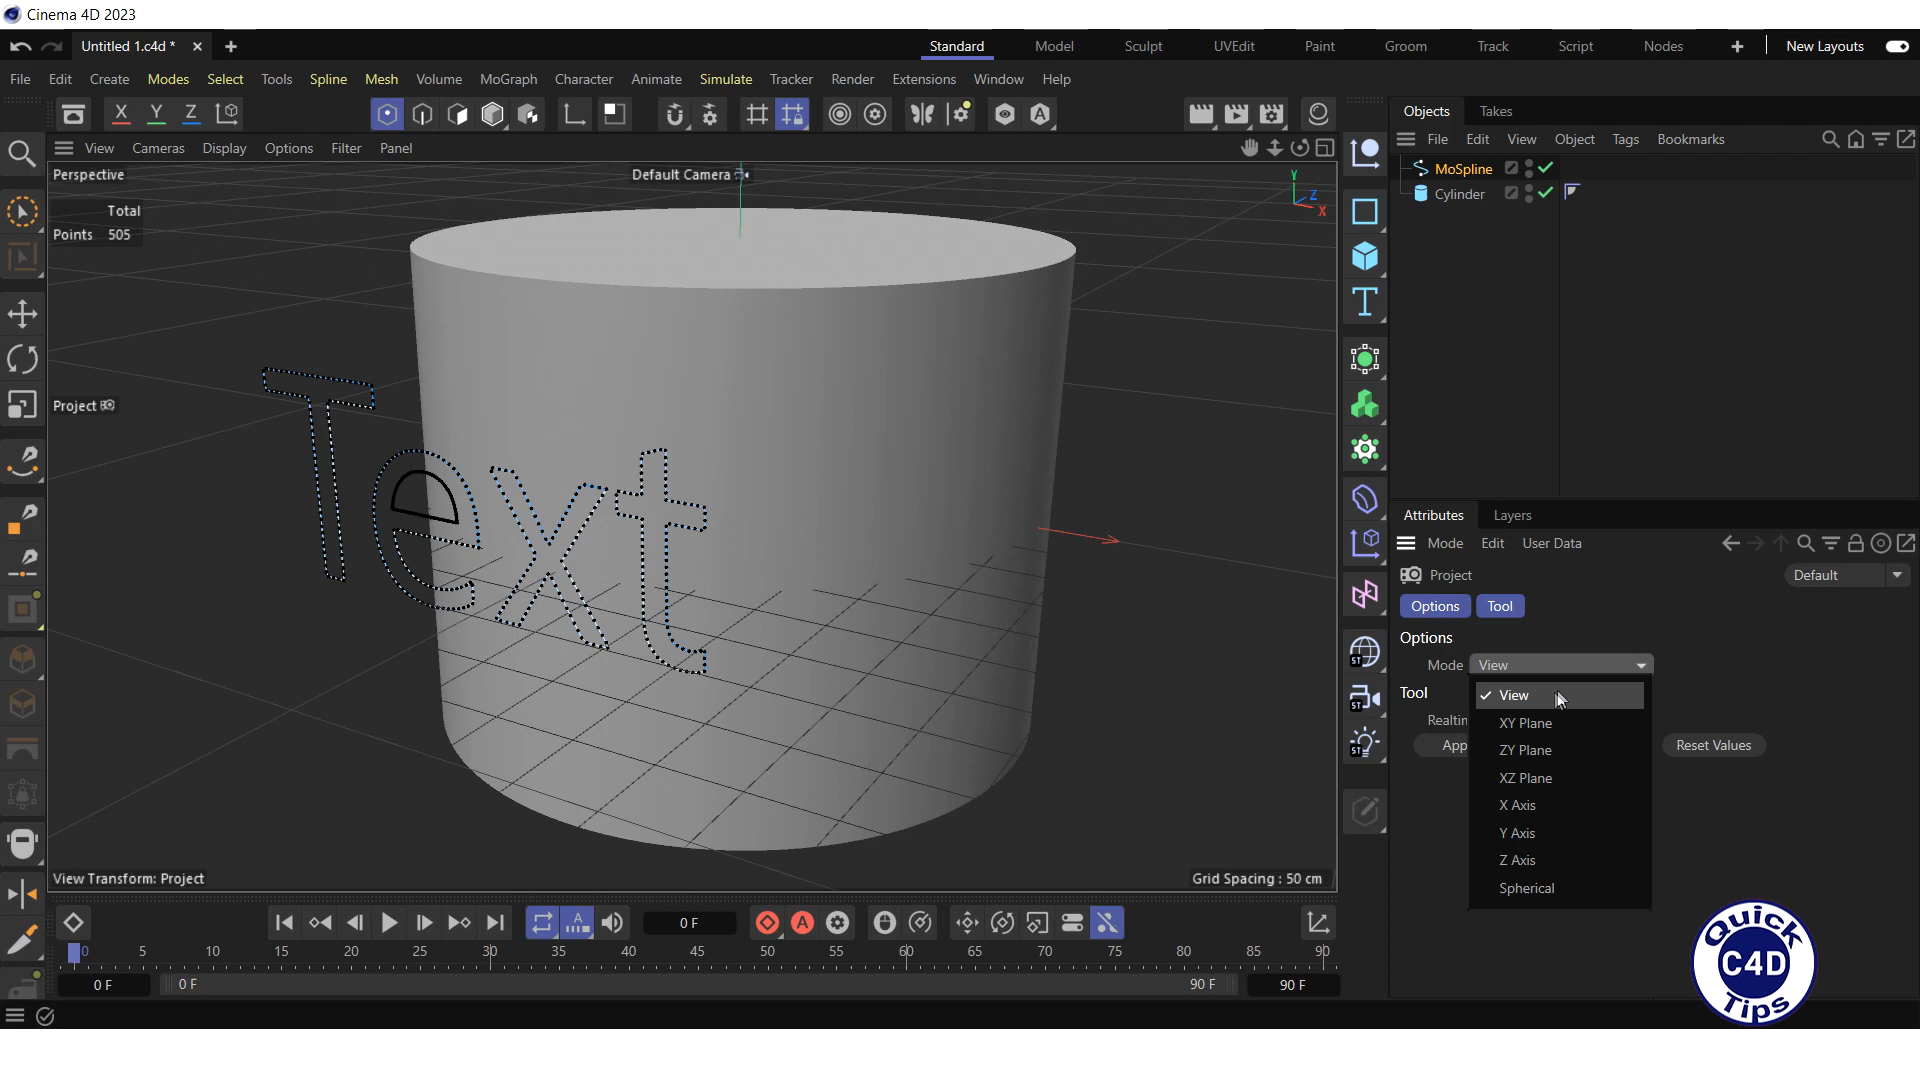 Cinema 4D 2023
Untitled 1.c4d *
Standard Model Sculpt UVEdit Paint Groom Track Script Nodes New Layouts
File Edit Create Modes Select Tools Spline Mesh Volume MoGraph Character Animate Simulate Tracker Render Extensions Window Help
X Y Z
A
View Cameras Display Options Filter Panel
Perspective
Default Camera
Y
Z
X
Total
Points 505
Project
Text
View Transform: Project
Grid Spacing : 50 cm
T
ST
ST
ST
Objects Takes
File Edit View Object Tags Bookmarks
MoSpline
Cylinder
Attributes Layers
Mode Edit User Data
Project
Default
Options Tool
Options
Mode View
Tool
Realtim
App
Reset Values
View
XY Plane
ZY Plane
XZ Plane
X Axis
Y Axis
Z Axis
Spherical
A
0 F
A
0 5 10 15 20 25 30 35 40 45 50 55 60 65 70 75 80 85 90
0 F
0 F
90 F
90 F
Quick
C4D
Tips